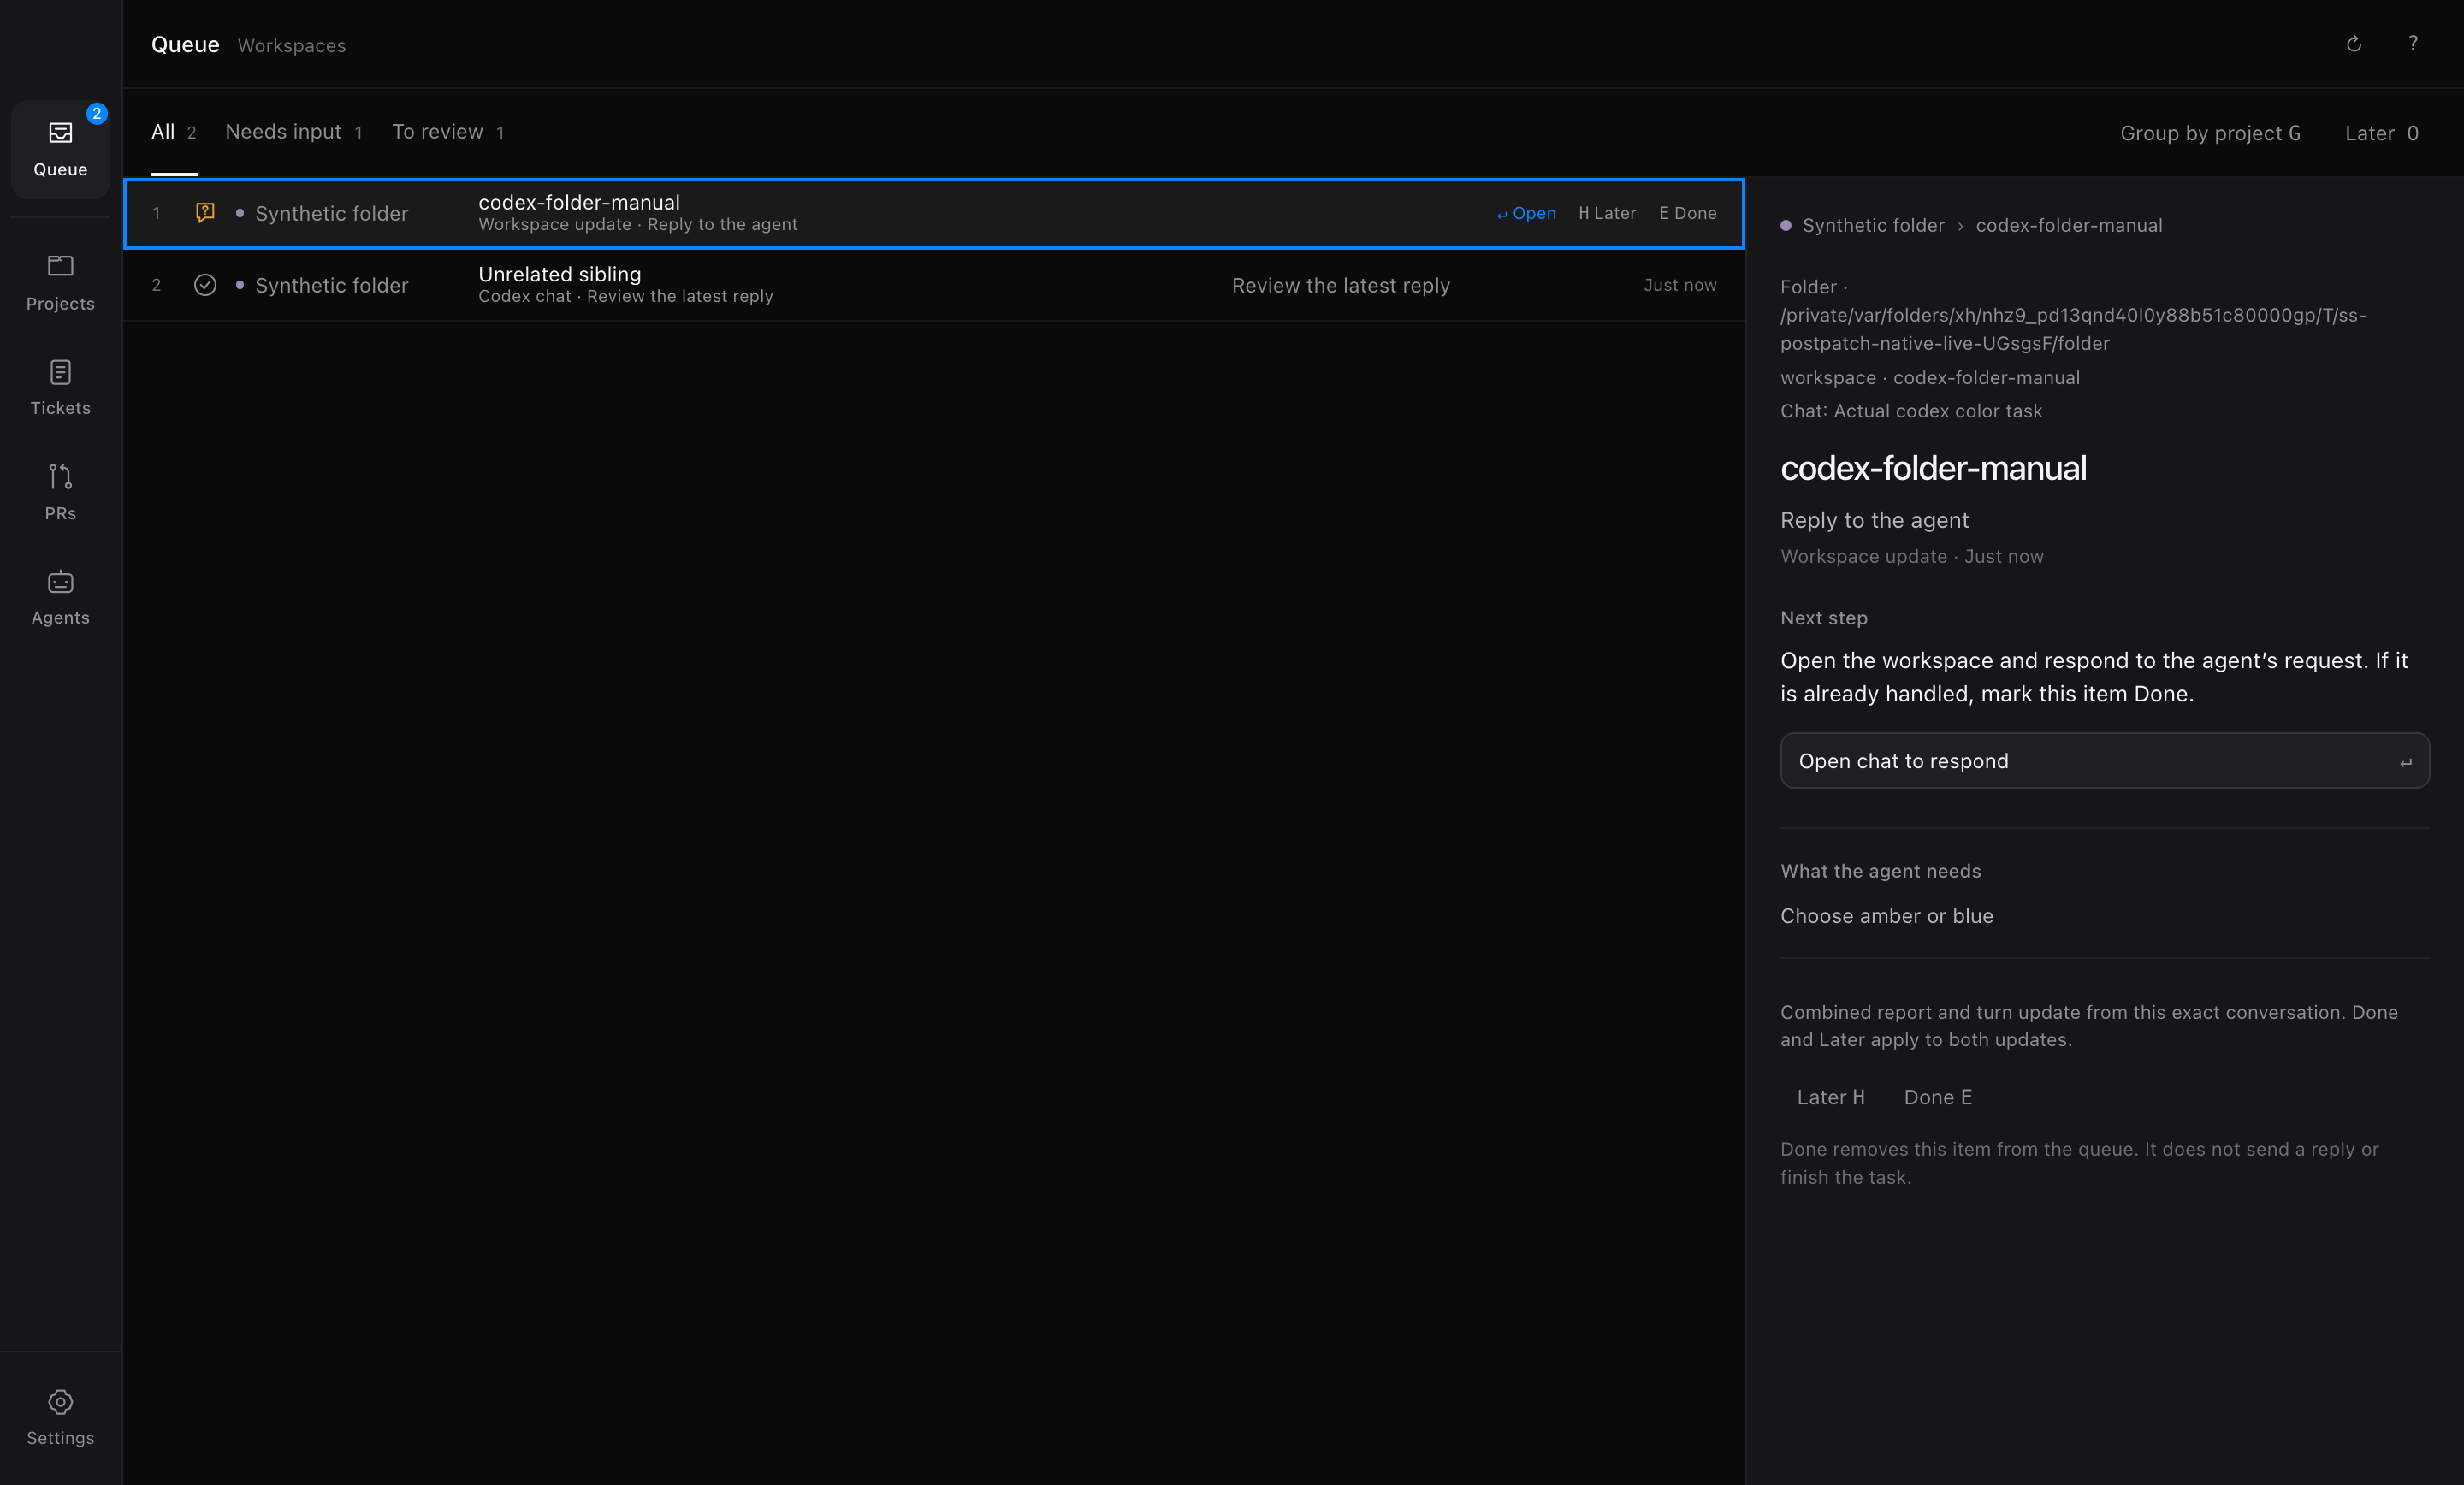 Queue Workspaces
?
2
Queue
Projects
Tickets
PRs
Agents
Settings
All 2 Needs input 1 To review 1
Group by project G Later 0
1 Synthetic folder codex-folder-manual
Workspace update · Reply to the agent
↵ Open H Later E Done
2 Synthetic folder Unrelated sibling
Codex chat · Review the latest reply
Review the latest reply Just now
Synthetic folder › codex-folder-manual
Folder ·
/private/var/folders/xh/nhz9_pd13qnd40l0y88b51c80000gp/T/ss-
postpatch-native-live-UGsgsF/folder
workspace · codex-folder-manual
Chat: Actual codex color task
codex-folder-manual
Reply to the agent
Workspace update · Just now
Next step
Open the workspace and respond to the agent’s request. If it
is already handled, mark this item Done.
Open chat to respond ↵
What the agent needs
Choose amber or blue
Combined report and turn update from this exact conversation. Done
and Later apply to both updates.
Later H Done E
Done removes this item from the queue. It does not send a reply or
finish the task.